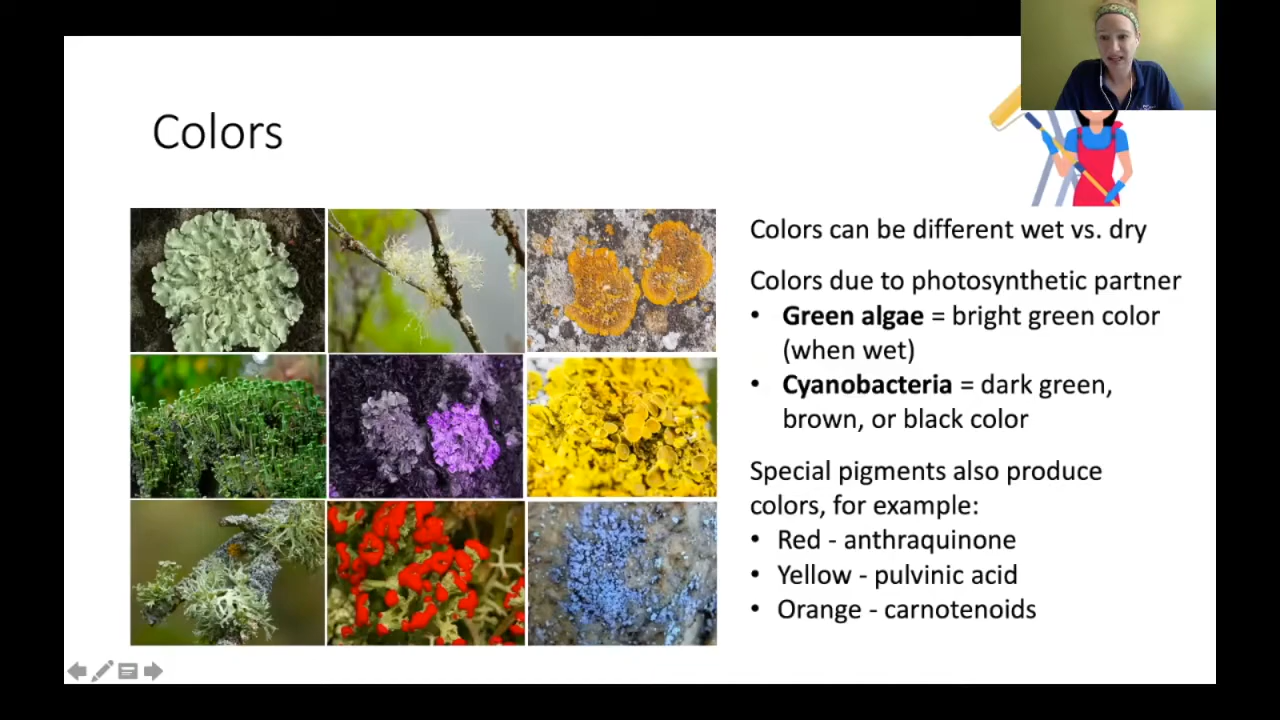 Colors
Colors can be different wet vs. dry
Colors due to photosynthetic partner
• Green algae = bright green color
(when wet)
• Cyanobacteria = dark green,
brown, or black color
Special pigments also produce
colors, for example:
• Red - anthraquinone
• Yellow - pulvinic acid
• Orange - carnotenoids